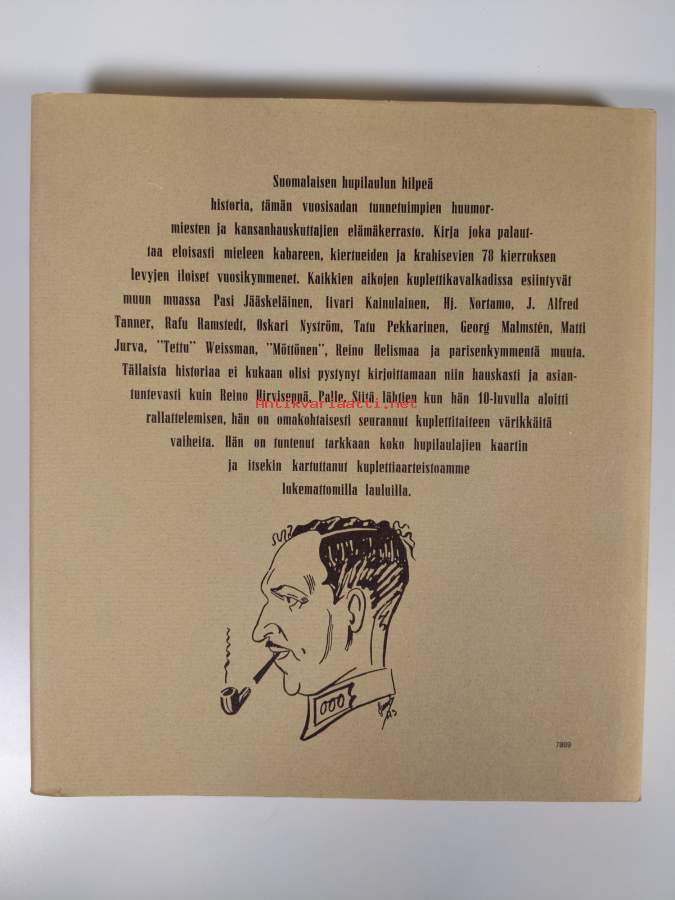 Suomalaisen hupilaulun hilpeä
historia, tämän vuosisadan tunnetuimpien huumor-
miesten ja kansanhauskuttajien elämäkerrasto. Kirja joka palaut-
taa eloisasti mieleen kabareen, kiertueiden ja krahisevien 78 kierroksen
levyjen iloiset vuosikymmenet. Kaikkien aikojen kuplettikavalkadissa esiintyvät
muun muassa Pasi Jääskeläinen, Iivari Kainulainen, Hj. Nortamo, J. Alfred
Tanner, Rafu Ramstedt, Oskari Nyström, Tatu Pekkarinen, Georg Malmstén, Matti
Jurva, "Tettu" Weissman, "Möttönen", Reino Helismaa ja parisenkymmentä muuta.
Tällaista historiaa ei kukaan olisi pystynyt kirjoittamaan niin hauskasti ja asian-
tuntevasti kuin Reino Hirviseppä, Palle. Siitä lähtien kun hän 10-luvulla aloitti
Antikvariaatti.net
rallattelemisen, hän on omakohtaisesti seurannut kuplettitaiteen värikkäitä
vaiheita. Hän on tuntenut tarkkaan koko hupilaulajien kaartin
ja itsekin kartuttanut kuplettiaarteistoamme
lukemattomilla lauluilla.
7809